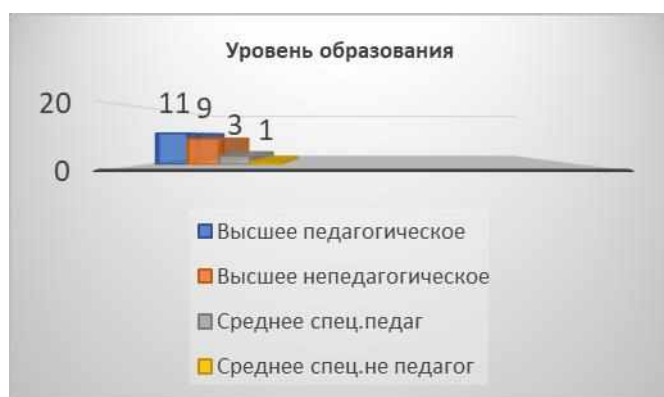 Уровень образования
20
11 9 3 1
0
Высшее педагогическое
Высшее непедагогическое
Среднее спец.педаг
Среднее спец.не педагог